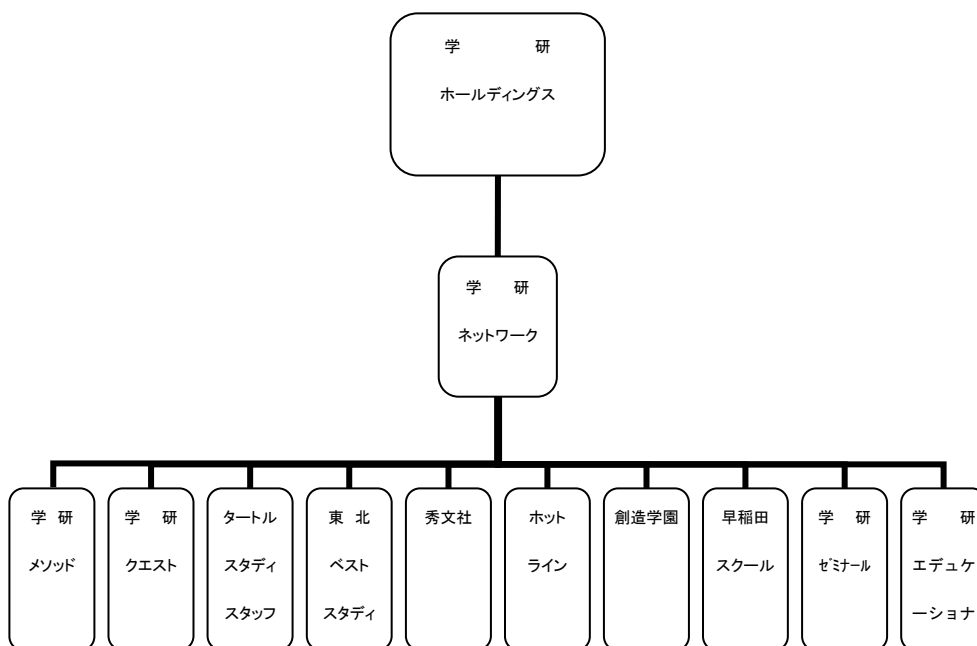 学 研
ホールディングス
学 研
ネットワーク
学 研
メソッド
学 研
クエスト
タートル
スタディ
スタッフ
東 北
ベスト
スタディ
秀文社
ホット
ライン
創造学園
早稲田
スクール
学 研
ｾﾞﾐﾅｰﾙ
学 研
エデュケ
ーショナ